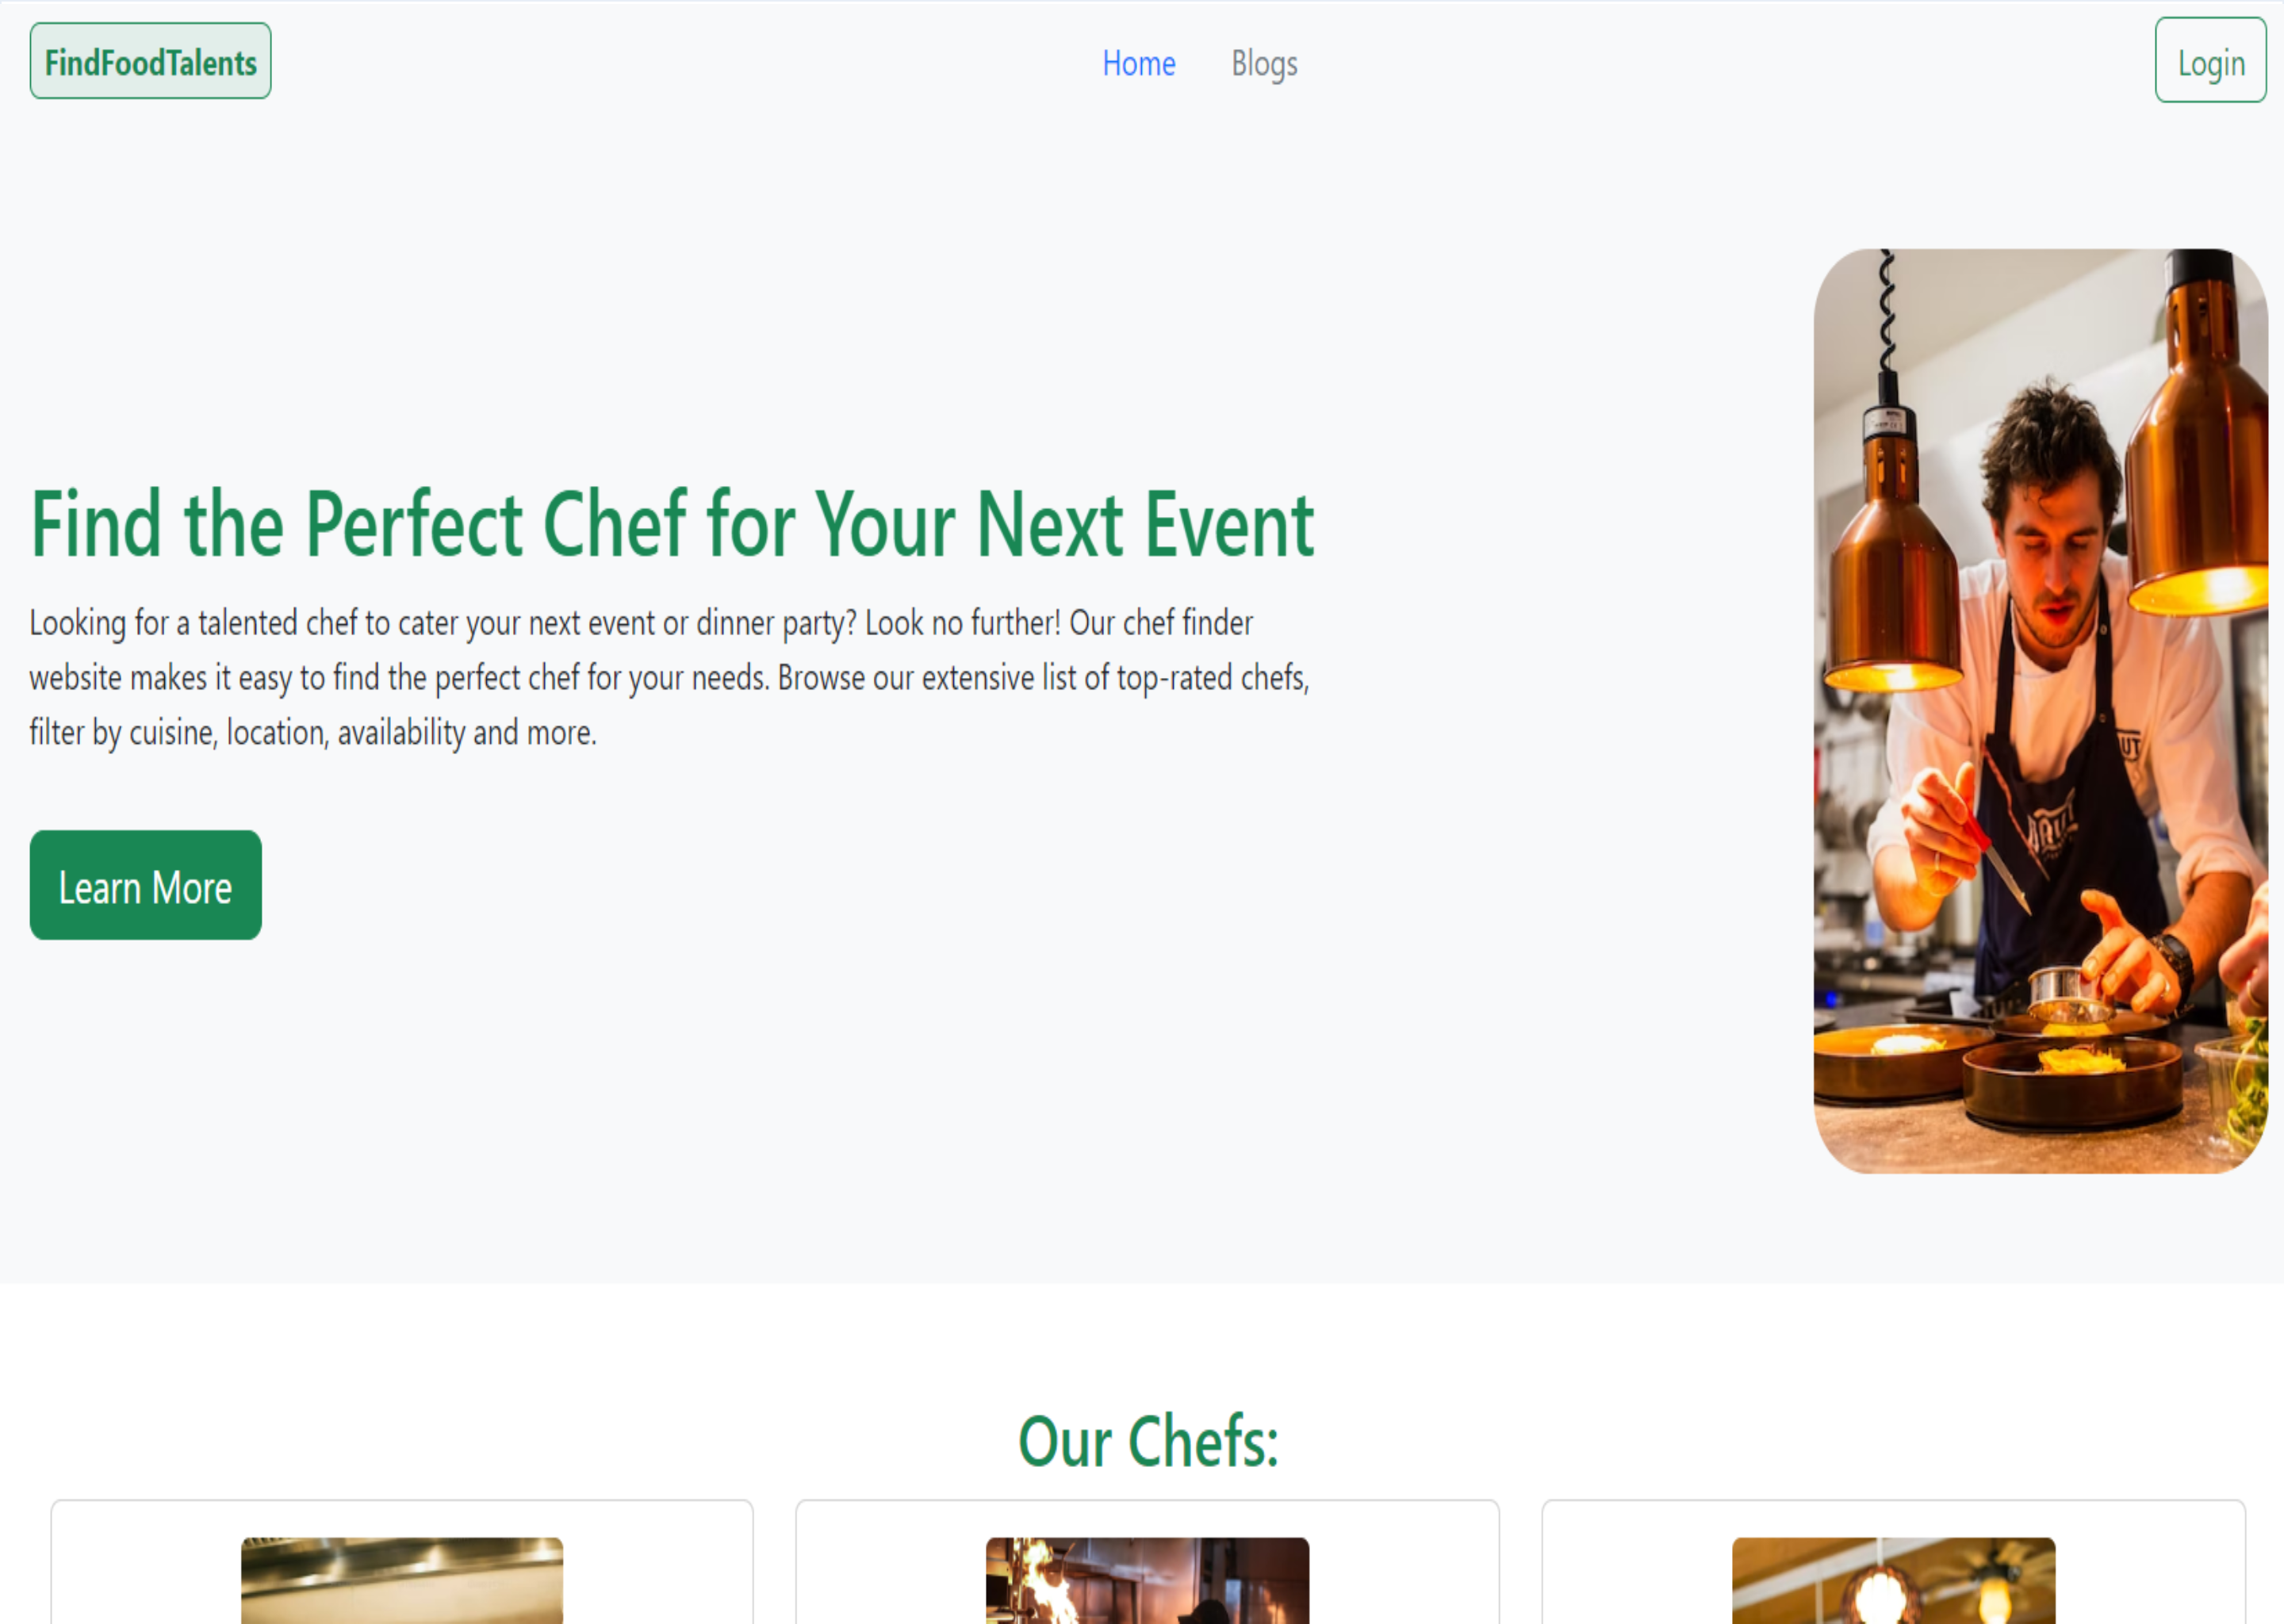 FindFoodTalents
Home
Blogs
Login
Find the Perfect Chef for Your Next Event
Looking for a talented chef to cater your next event or dinner party? Look no further! Our chef finder
website makes it easy to find the perfect chef for your needs. Browse our extensive list of top-rated chefs,
filter by cuisine, location, availability and more.
Learn More
Our Chefs: